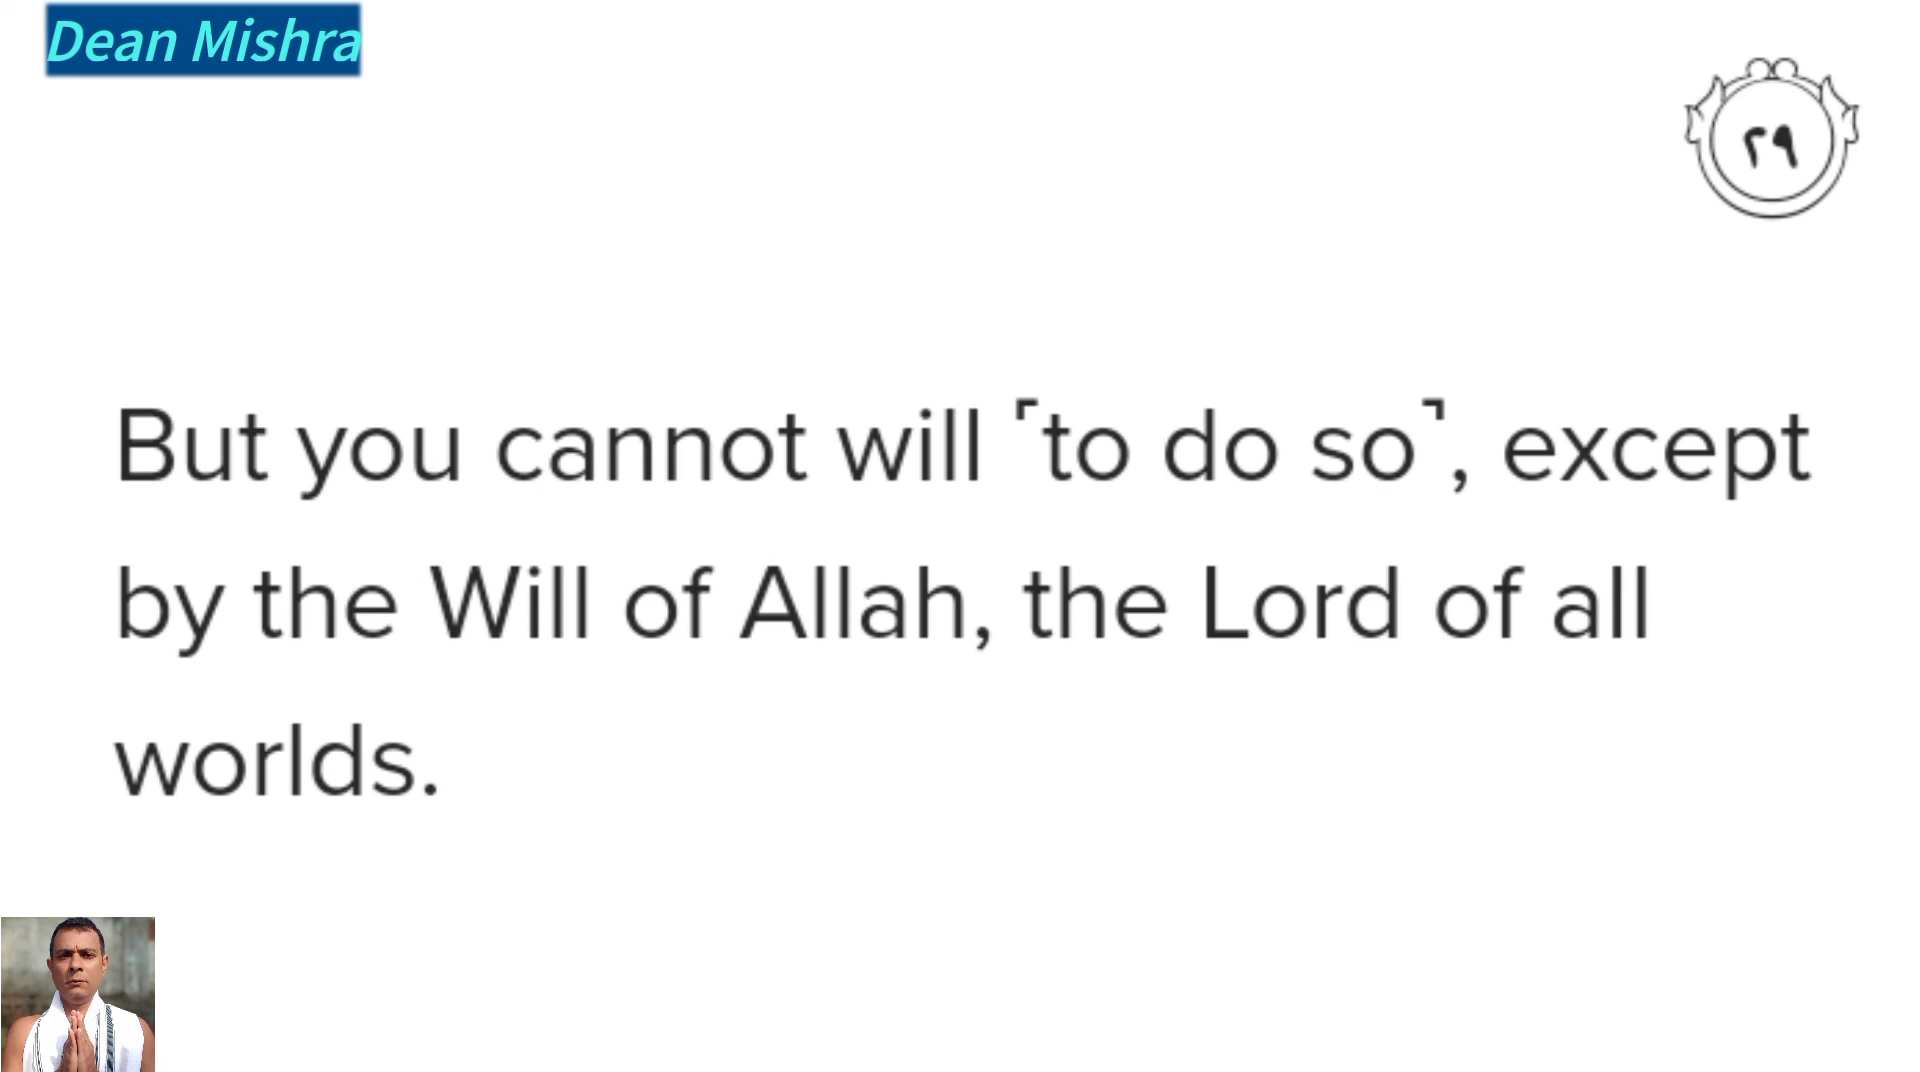 Dean Mishra
٢٩
But you cannot will ⸢to do so⸣, except
by the Will of Allah, the Lord of all
worlds.